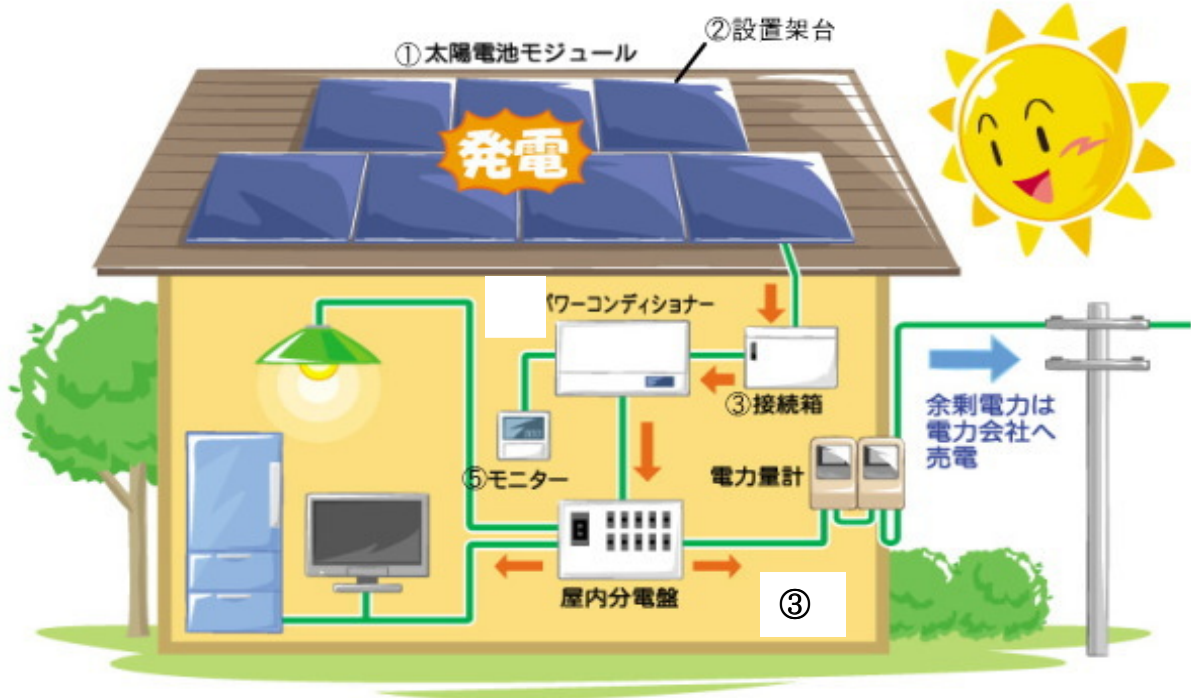 ②設置架台
①太陽電池モジュール
発電
パワーコンディショナー
③接続箱
余剰電力は
電力会社へ
売電
⑤モニター
電力量計
屋内分電盤
③